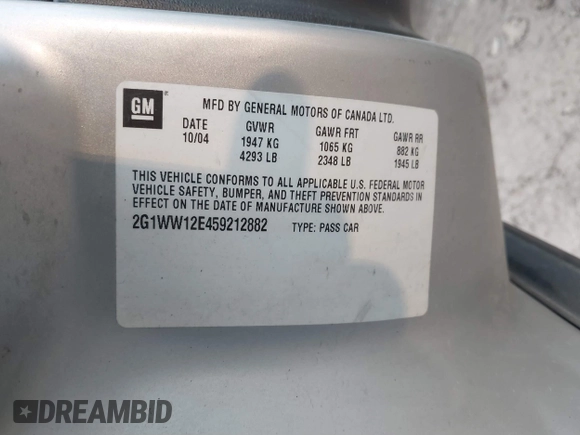 GM
MFD BY GENERAL MOTORS OF CANADA LTD.
DATE GVWR GAWR FRT GAWR RR
10/04 1947 KG 1065 KG 882 KG
4293 LB 2348 LB 1945 LB
THIS VEHICLE CONFORMS TO ALL APPLICABLE U.S. FEDERAL MOTOR
VEHICLE SAFETY, BUMPER, AND THEFT PREVENTION STANDARDS IN
EFFECT ON THE DATE OF MANUFACTURE SHOWN ABOVE.
2G1WW12E459212882 TYPE: PASS CAR
DREAMBID